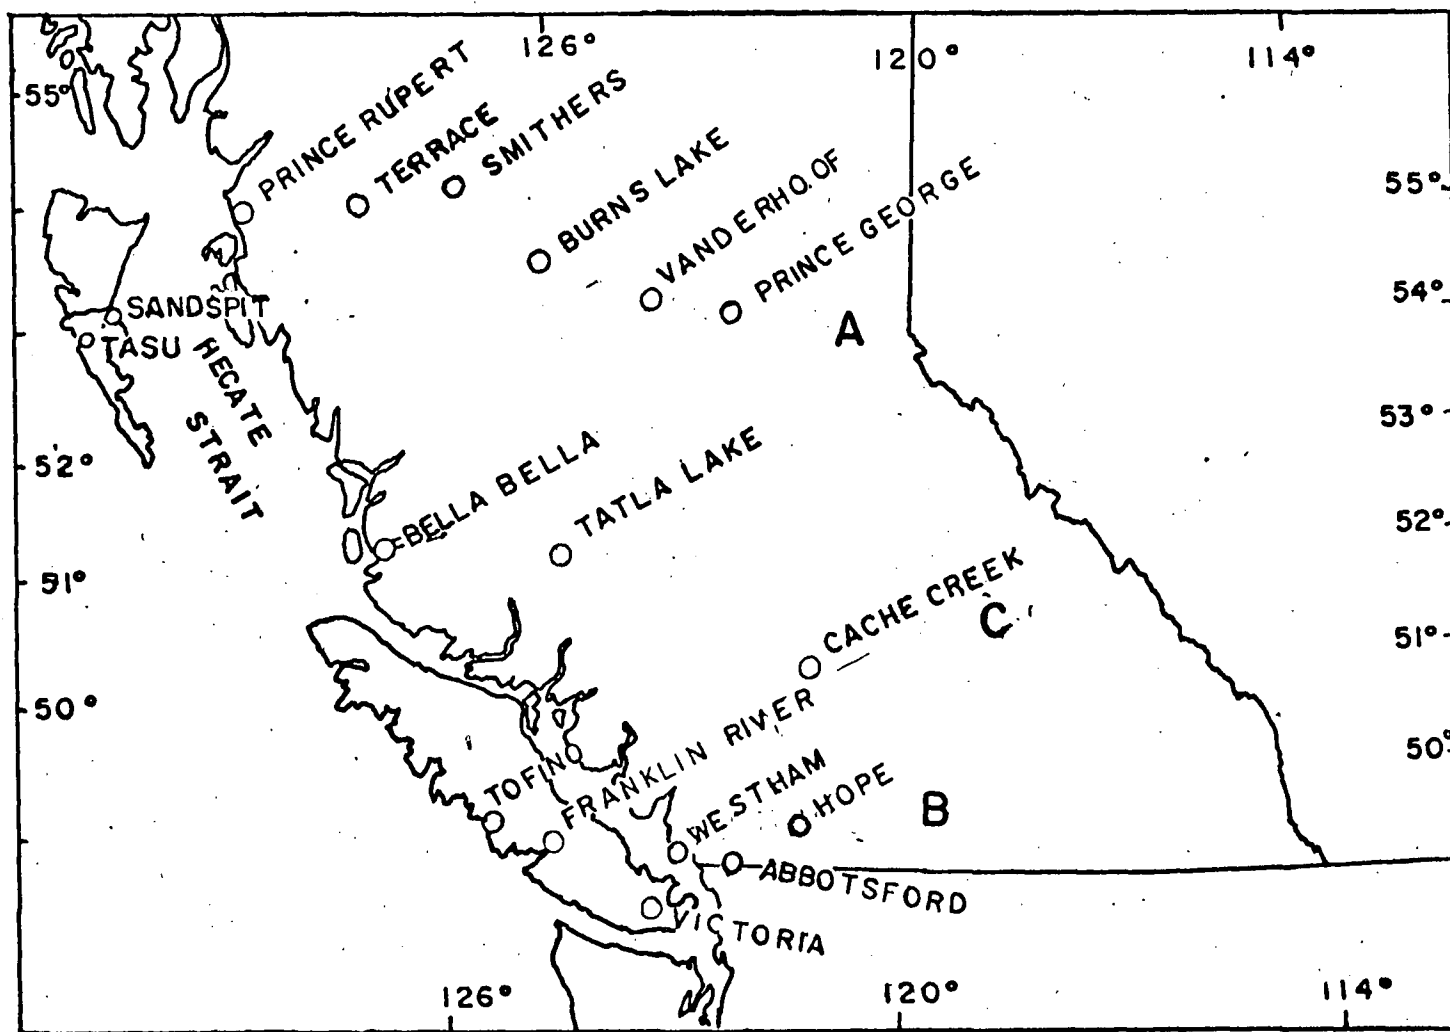 126°
120°
114°
55°
PRINCE RUPERT
TERRACE
SMITHERS
BURNS LAKE
VANDERHOOF
PRINCE GEORGE
55°
54°
SANDSPIT
TASU
A
HECATE
STRAIT
53°
52°
BELLA BELLA
TATLA LAKE
52°
51°
CACHE CREEK
C
51°
50°
TOFINO
FRANKLIN RIVER
WESTHAM
HOPE
B
50°
ABBOTSFORD
VICTORIA
126°
120°
114°